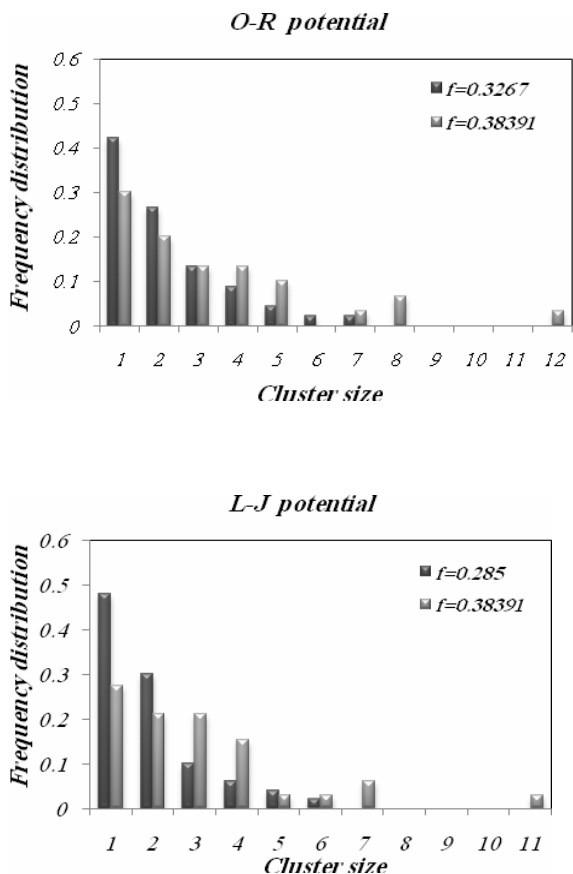 O-R potential
Frequency distribution
0.6
0.5
0.4
0.3
0.2
0.1
0
f=0.3267
f=0.38391
1 2 3 4 5 6 7 8 9 10 11 12
Cluster size
L-J potential
Frequency distribution
0.6
0.5
0.4
0.3
0.2
0.1
0
f=0.285
f=0.38391
1 2 3 4 5 6 7 8 9 10 11
Cluster size